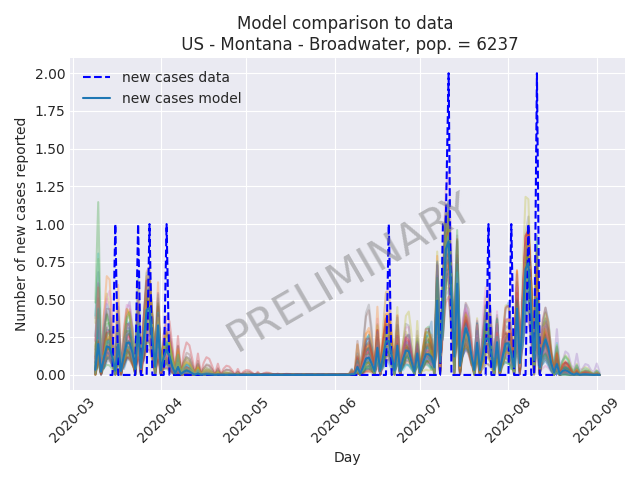 Model comparison to data
US - Montana - Broadwater, pop. = 6237
new cases data
new cases model
PRELIMINARY
Number of new cases reported
2.00
1.75
1.50
1.25
1.00
0.75
0.50
0.25
0.00
2020-03
2020-04
2020-05
2020-06
2020-07
2020-08
2020-09
Day